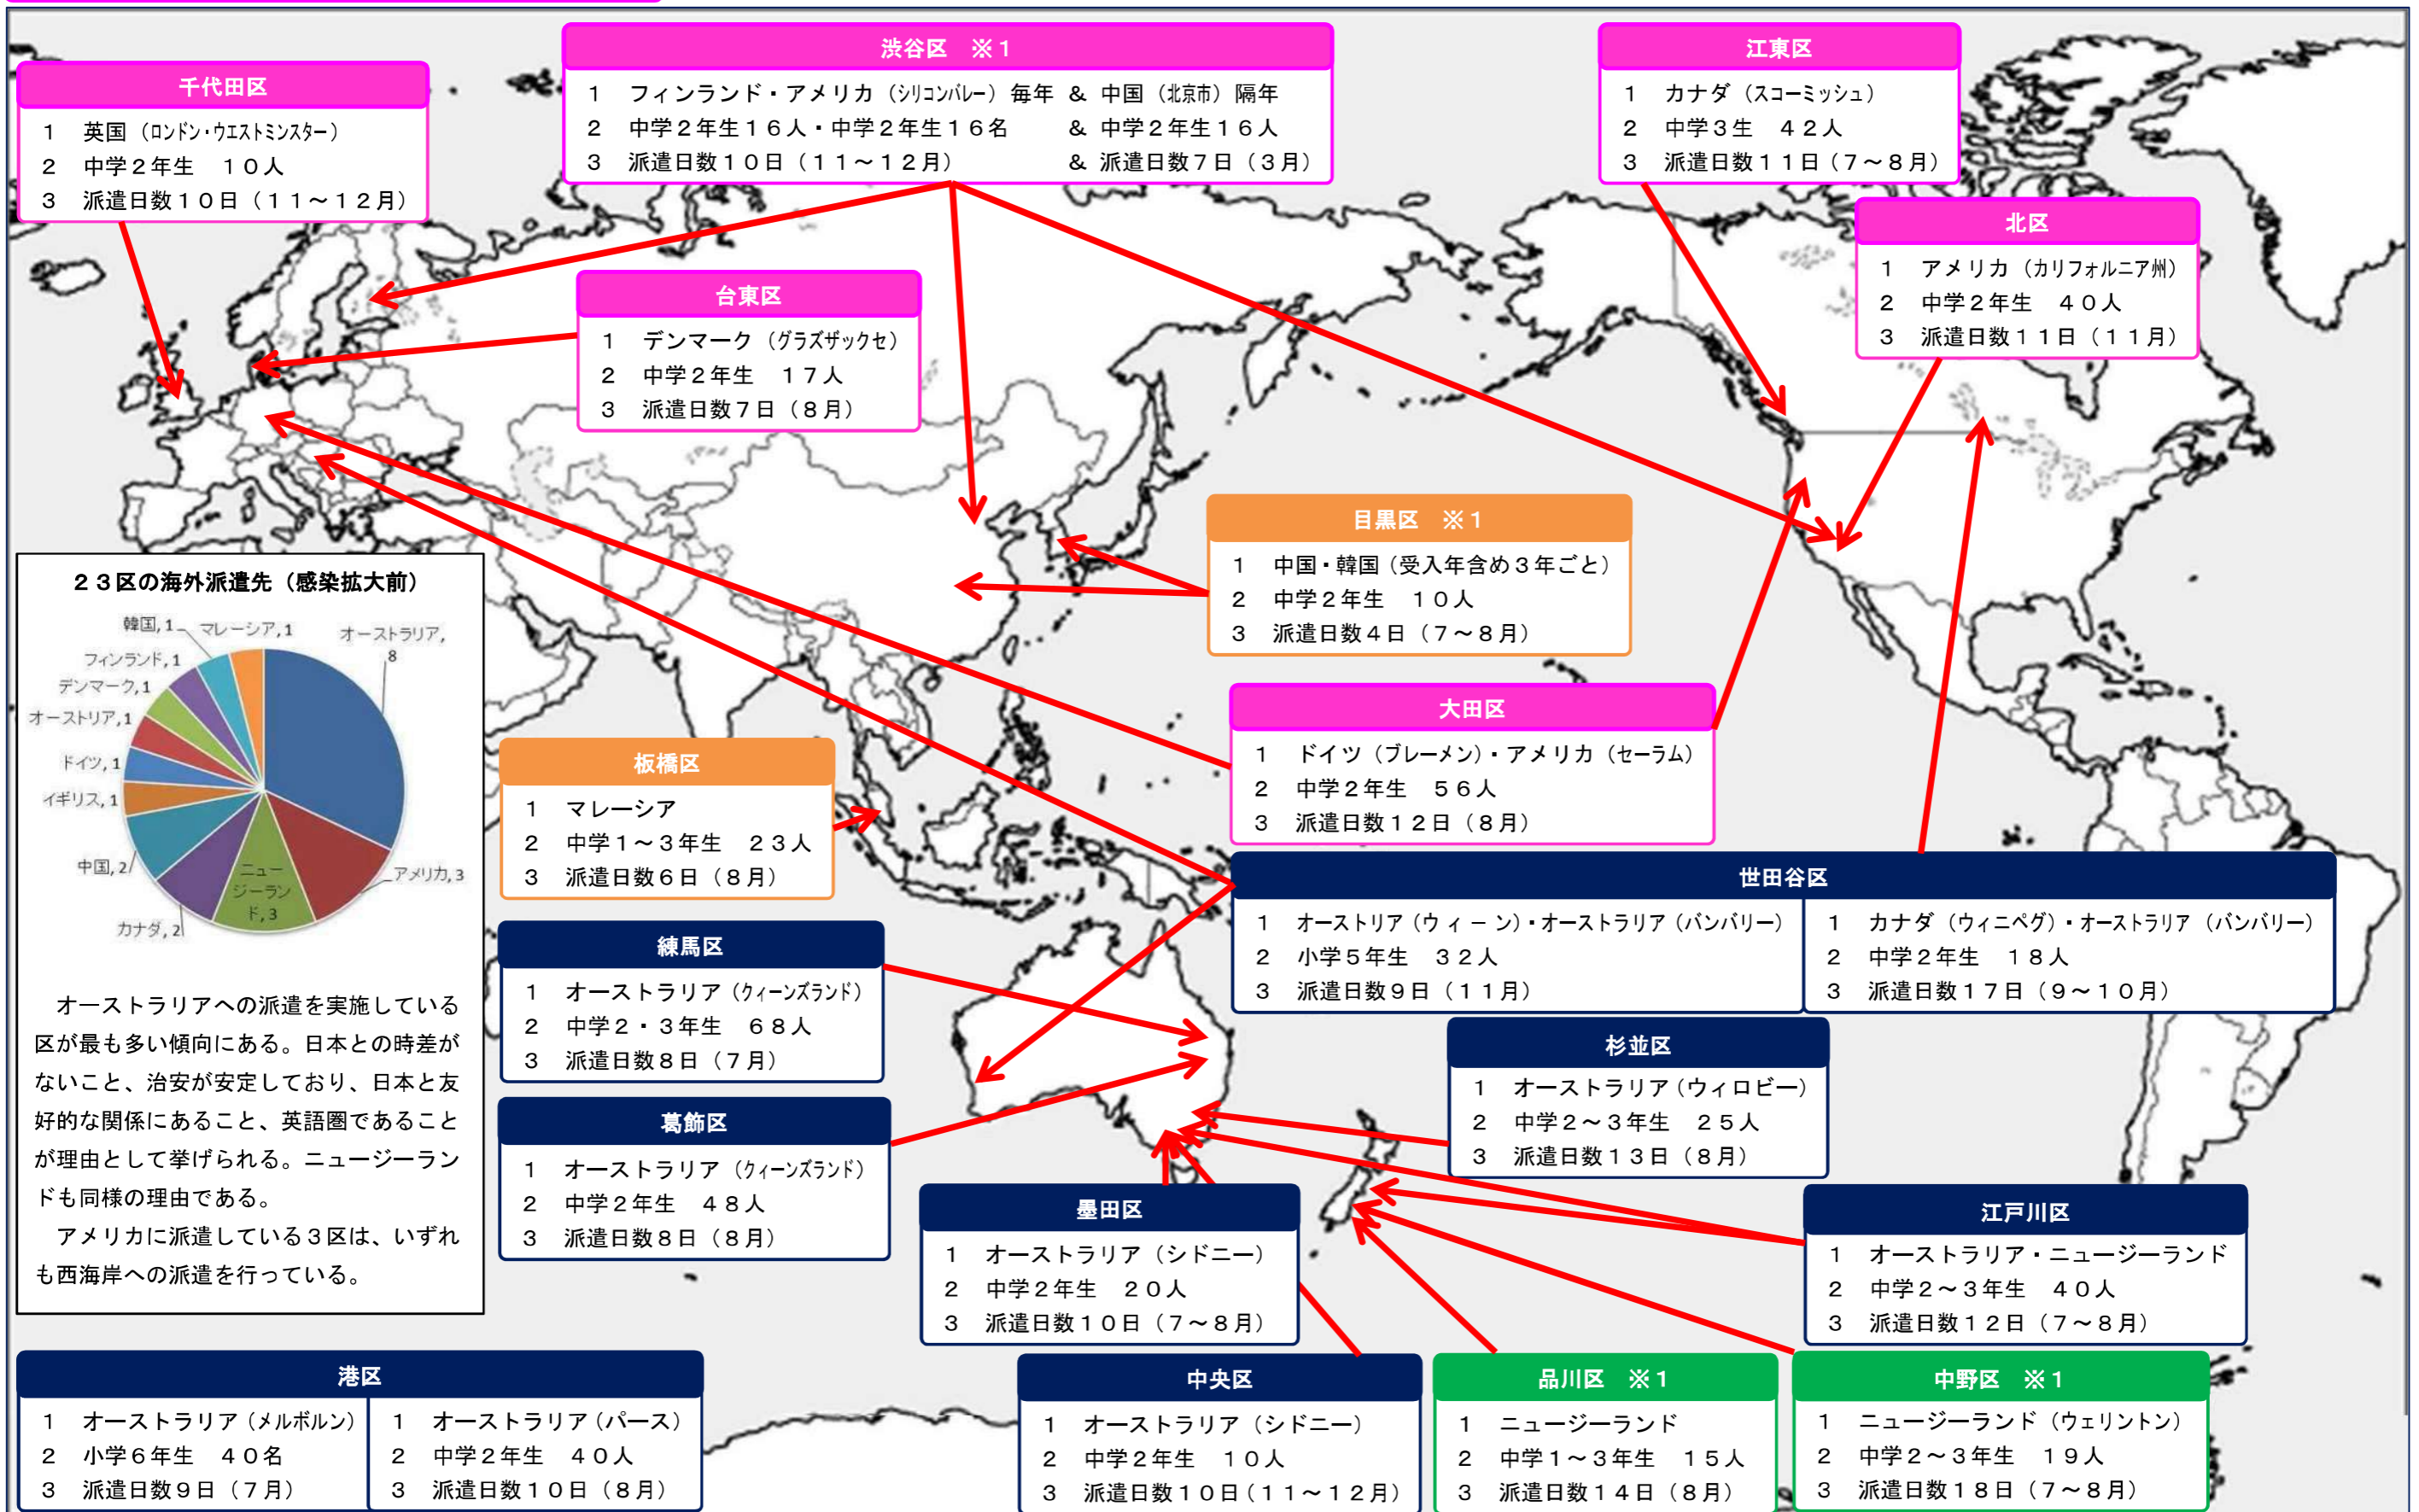 千代田区
1　英国（ロンドン・ウエストミンスター）
2　中学２年生　１０人
3　派遣日数１０日（１１～１２月）
渋谷区　※１
1　フィンランド・アメリカ（シリコンバレー）毎年　＆　中国（北京市）隔年
2　中学２年生１６人・中学２年生１６名　＆　中学２年生１６人
3　派遣日数１０日（１１～１２月）　＆　派遣日数７日（３月）
江東区
1　カナダ（スコーミッシュ）
2　中学３生　４２人
3　派遣日数１１日（７～８月）
北区
1　アメリカ（カリフォルニア州）
2　中学２年生　４０人
3　派遣日数１１日（１１月）
台東区
1　デンマーク（グラズザックセ）
2　中学２年生　１７人
3　派遣日数７日（８月）
目黒区　※１
1　中国・韓国（受入年含め３年ごと）
2　中学２年生　１０人
3　派遣日数４日（７～８月）
２３区の海外派遣先（感染拡大前）
韓国, 1
マレーシア, 1
オーストラリア, 8
フィンランド, 1
デンマーク, 1
オーストリア, 1
ドイツ, 1
イギリス, 1
中国, 2
カナダ, 2
ニュージーランド, 3
アメリカ, 3
オーストラリアへの派遣を実施している
区が最も多い傾向にある。日本との時差が
ないこと、治安が安定しており、日本と友
好的な関係にあること、英語圏であること
が理由として挙げられる。ニュージーラン
ドも同様の理由である。
アメリカに派遣している３区は、いずれ
も西海岸への派遣を行っている。
大田区
1　ドイツ（ブレーメン）・アメリカ（セーラム）
2　中学２年生　５６人
3　派遣日数１２日（８月）
板橋区
1　マレーシア
2　中学１～３年生　２３人
3　派遣日数６日（８月）
世田谷区
1　オーストリア（ウィーン）・オーストラリア（バンバリー）
2　小学５年生　３２人
3　派遣日数９日（１１月）
1　カナダ（ウィニペグ）・オーストラリア（バンバリー）
2　中学２年生　１８人
3　派遣日数１７日（９～１０月）
練馬区
1　オーストラリア（クィーンズランド）
2　中学２・３年生　６８人
3　派遣日数８日（７月）
杉並区
1　オーストラリア（ウィロビー）
2　中学２～３年生　２５人
3　派遣日数１３日（８月）
葛飾区
1　オーストラリア（クィーンズランド）
2　中学２年生　４８人
3　派遣日数８日（８月）
墨田区
1　オーストラリア（シドニー）
2　中学２年生　２０人
3　派遣日数１０日（７～８月）
江戸川区
1　オーストラリア・ニュージーランド
2　中学２～３年生　４０人
3　派遣日数１２日（７～８月）
港区
1　オーストラリア（メルボルン）
2　小学６年生　４０名
3　派遣日数９日（７月）
1　オーストラリア（パース）
2　中学２年生　４０人
3　派遣日数１０日（８月）
中央区
1　オーストラリア（シドニー）
2　中学２年生　１０人
3　派遣日数１０日（１１～１２月）
品川区　※１
1　ニュージーランド
2　中学１～３年生　１５人
3　派遣日数１４日（８月）
中野区　※１
1　ニュージーランド（ウェリントン）
2　中学２～３年生　１９人
3　派遣日数１８日（７～８月）